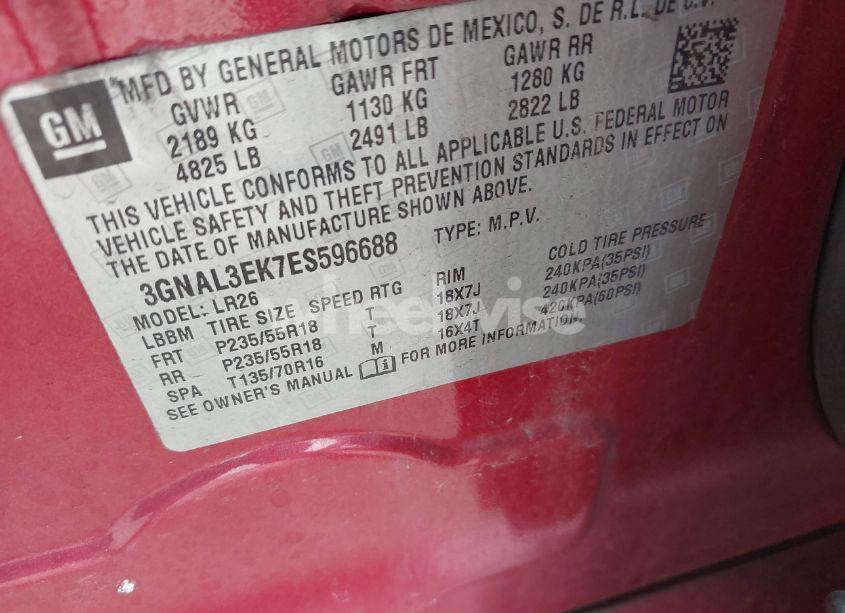 MFD BY GENERAL MOTORS DE MEXICO, S. DE R.L. DE C.V.
GM
GVWR GAWR FRT GAWR RR
2189 KG 1130 KG 1280 KG
4825 LB 2491 LB 2822 LB
THIS VEHICLE CONFORMS TO ALL APPLICABLE U.S. FEDERAL MOTOR
VEHICLE SAFETY AND THEFT PREVENTION STANDARDS IN EFFECT ON
THE DATE OF MANUFACTURE SHOWN ABOVE.
3GNAL3EK7ES596688 TYPE: M.P.V.
MODEL: LR26
LBBM TIRE SIZE SPEED RTG RIM COLD TIRE PRESSURE
FRT P235/55R18 T 18X7J 240KPA(35PSI)
RR P235/55R18 T 18X7J 240KPA(35PSI)
SPA T135/70R16 M 16X4T 420KPA(60PSI)
SEE OWNER'S MANUAL FOR MORE INFORMATION.
wheelwise